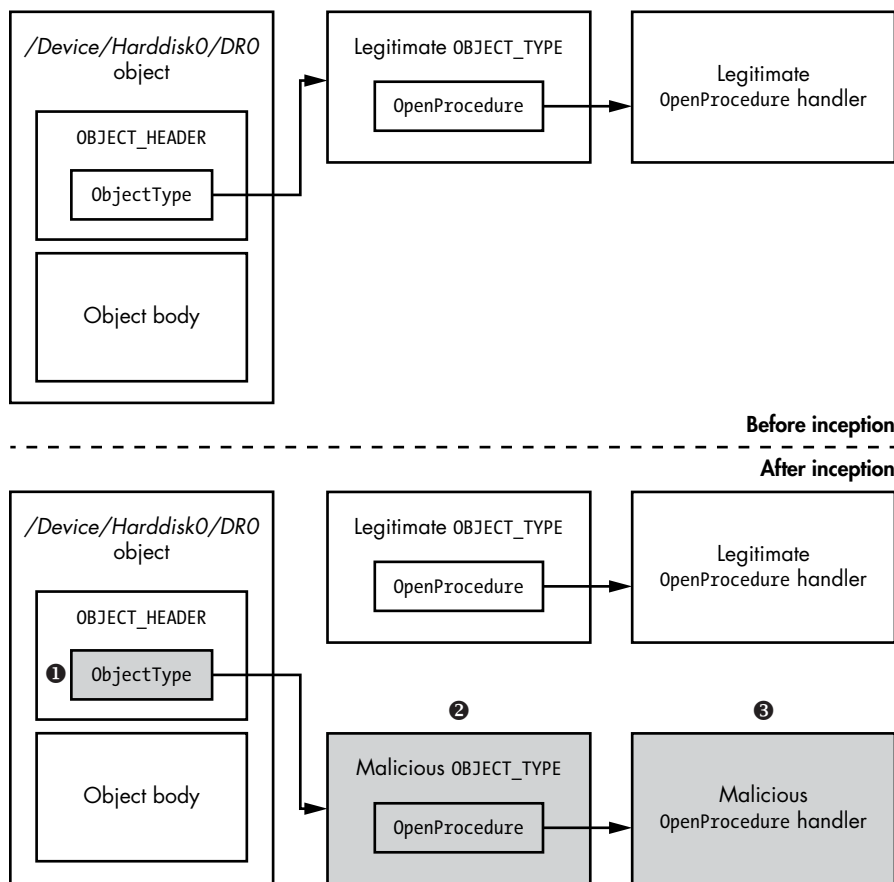 /Device/Harddisk0/DR0
object
OBJECT_HEADER
ObjectType
Object body
Legitimate OBJECT_TYPE
OpenProcedure
Legitimate
OpenProcedure handler
Before inception
After inception
/Device/Harddisk0/DR0
object
OBJECT_HEADER
❶ ObjectType
Object body
Legitimate OBJECT_TYPE
OpenProcedure
Legitimate
OpenProcedure handler
❷
Malicious OBJECT_TYPE
OpenProcedure
❸
Malicious
OpenProcedure handler